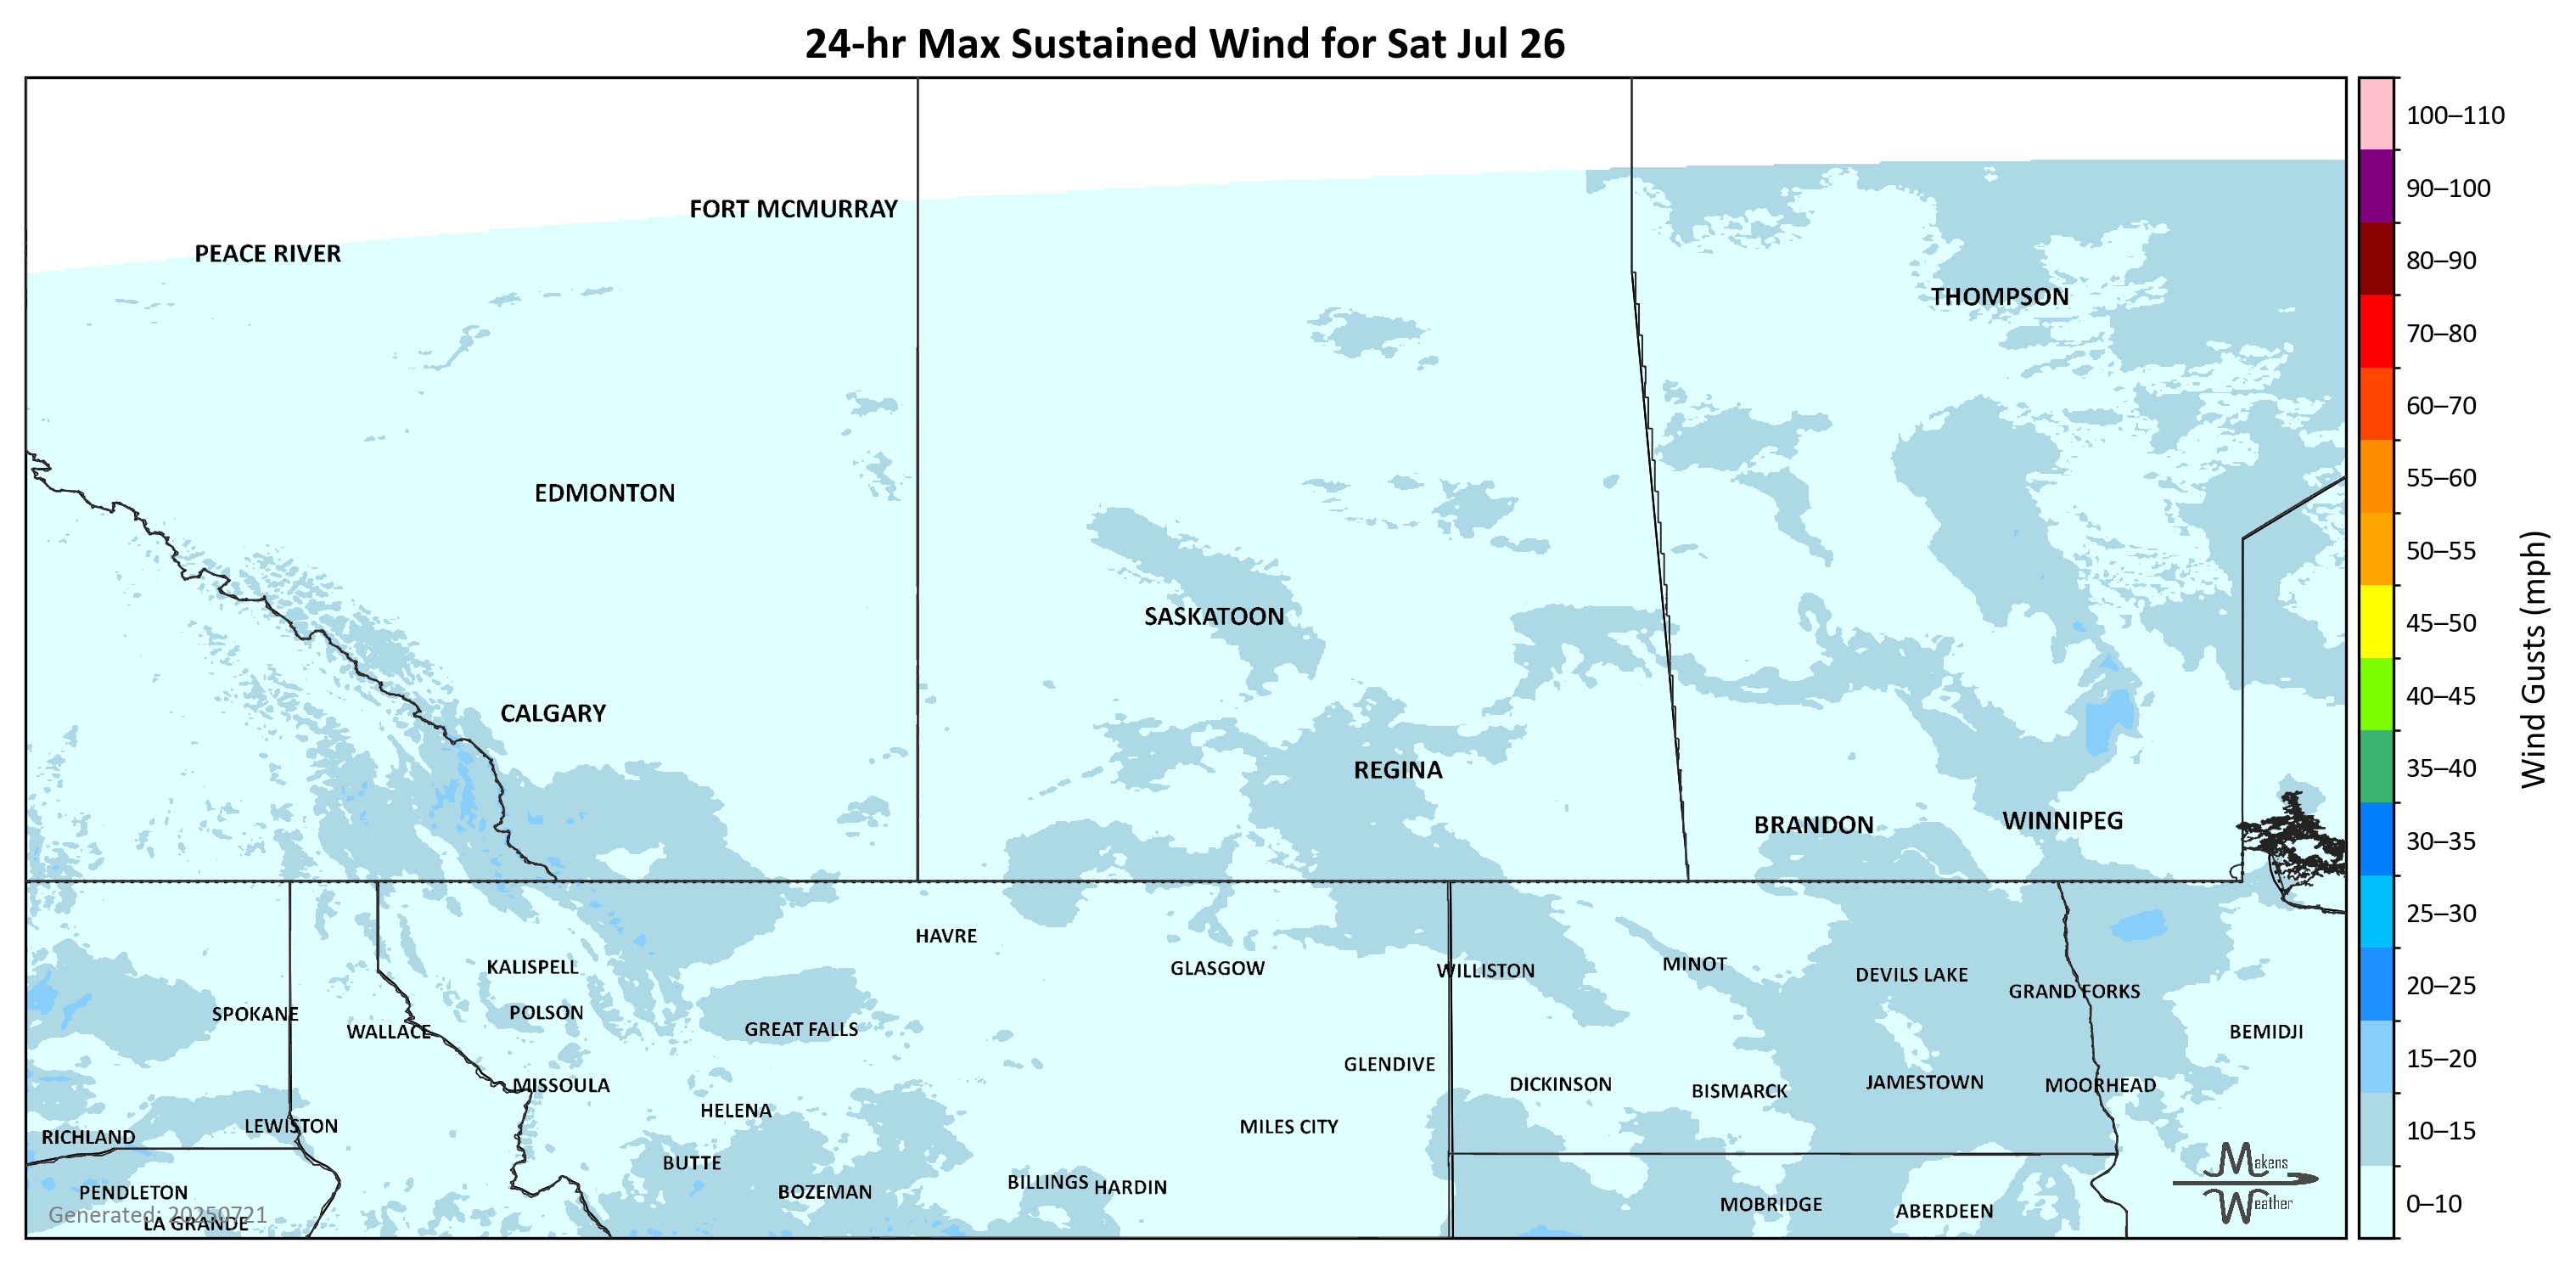 24-hr Max Sustained Wind for Sat Jul 26
100–110
90–100
80–90
70–80
60–70
55–60
50–55
45–50
40–45
35–40
30–35
25–30
20–25
15–20
10–15
0–10
Wind Gusts (mph)
FORT MCMURRAY
PEACE RIVER
THOMPSON
EDMONTON
SASKATOON
CALGARY
REGINA
WINNIPEG
BRANDON
HAVRE
KALISPELL
GLASGOW
WILLISTON
MINOT
DEVILS LAKE
GRAND FORKS
SPOKANE
POLSON
WALLACE
GREAT FALLS
BEMIDJI
GLENDIVE
MISSOULA
DICKINSON
BISMARCK
JAMESTOWN
MOORHEAD
HELENA
LEWISTON
MILES CITY
RICHLAND
BUTTE
BILLINGS
HARDIN
PENDLETON
BOZEMAN
MOBRIDGE
ABERDEEN
Generated: 20250721
LA GRANDE
Makens
Weather